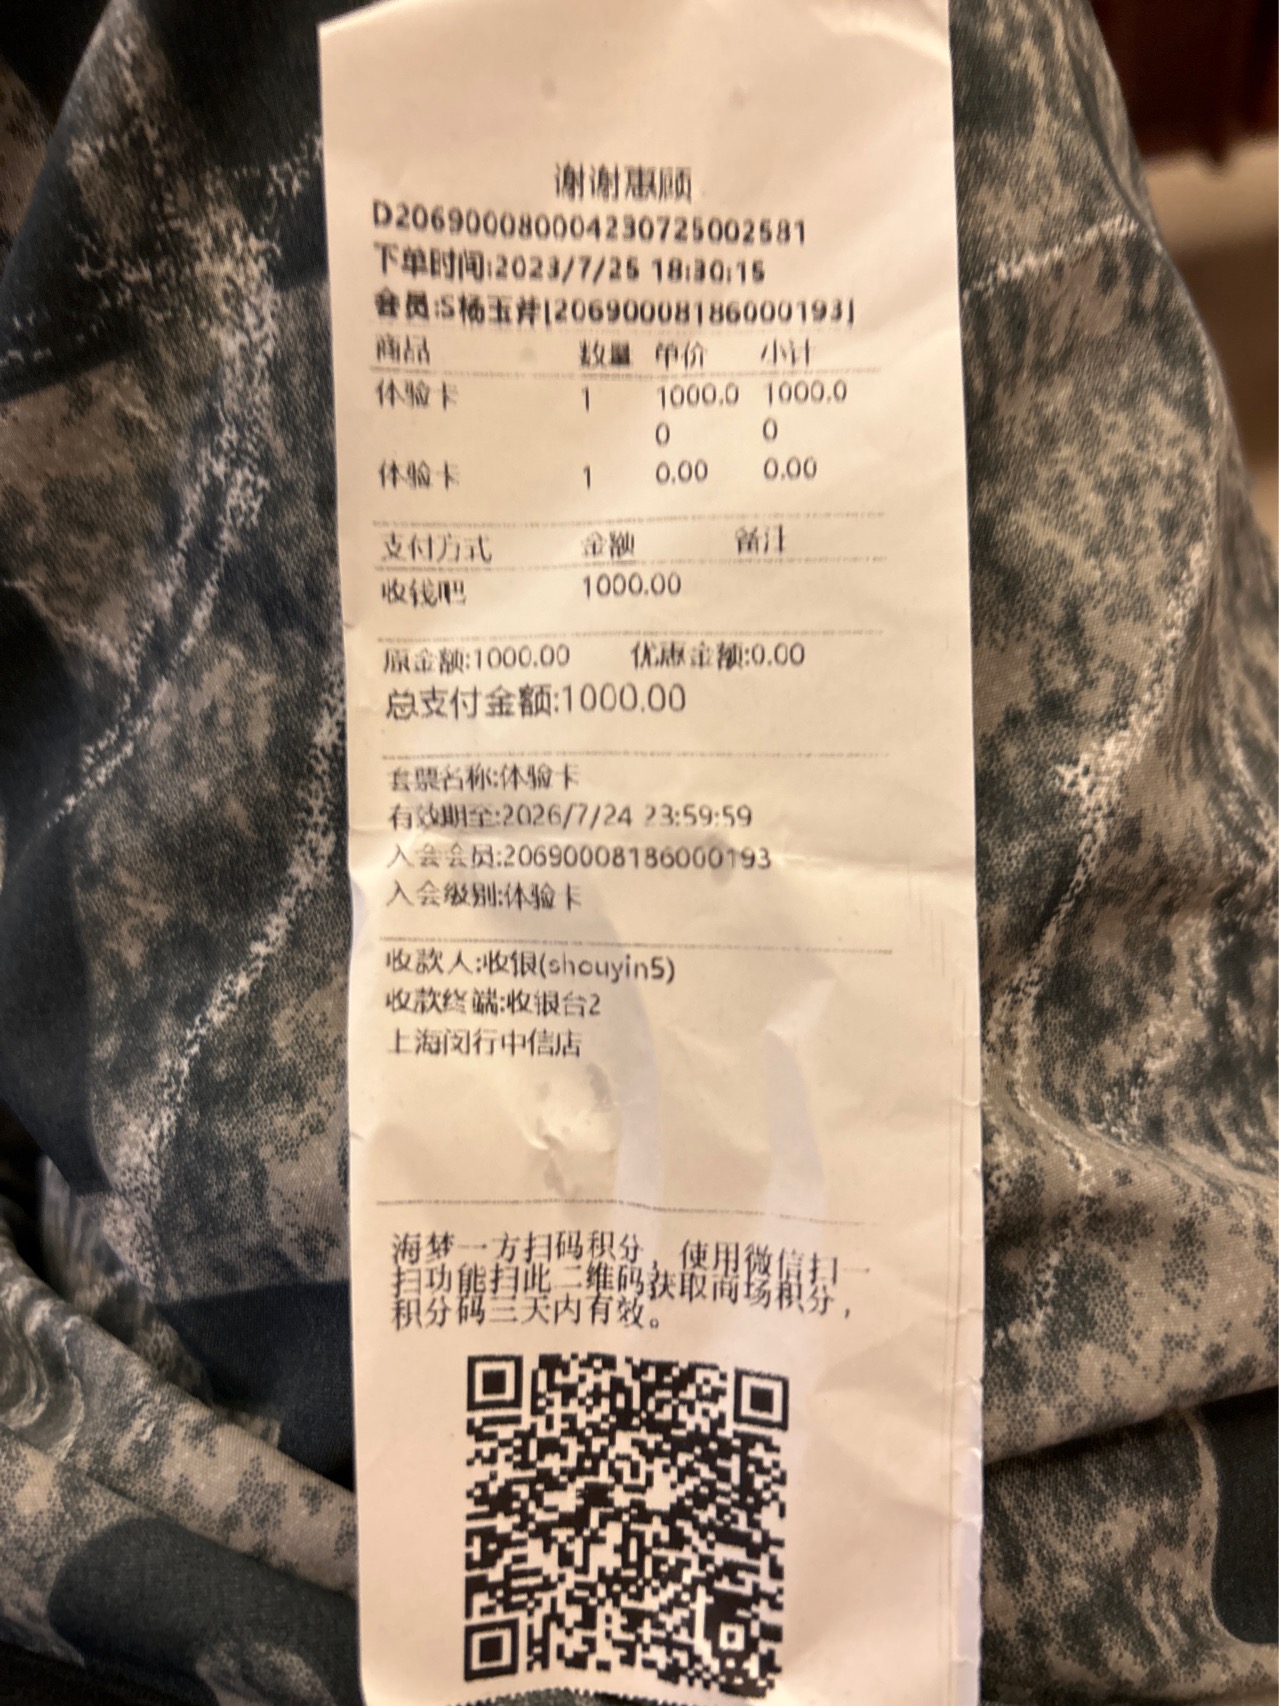 谢谢惠顾
D2069000800042307250025​81
下单时间:2023/7/25 18:30:15
会员:S杨玉斧[20690008186000193]
商品 数量 单价 小计
体验卡 1 1000.0 1000.0
0 0
体验卡 1 0.00 0.00
支付方式 金额 备注
收钱吧 1000.00
原金额:1000.00 优惠金额:0.00
总支付金额:1000.00
套票名称:体验卡
有效期至:2026/7/24 23:59:59
入会会员:20690008186000193
入会级别:体验卡
收款人:收银(shouyin5)
收款终端:收银台2
上海闵行中信店
海梦一方扫码积分，使用微信扫一
扫功能扫此二维码获取商场积分，
积分码三天内有效。